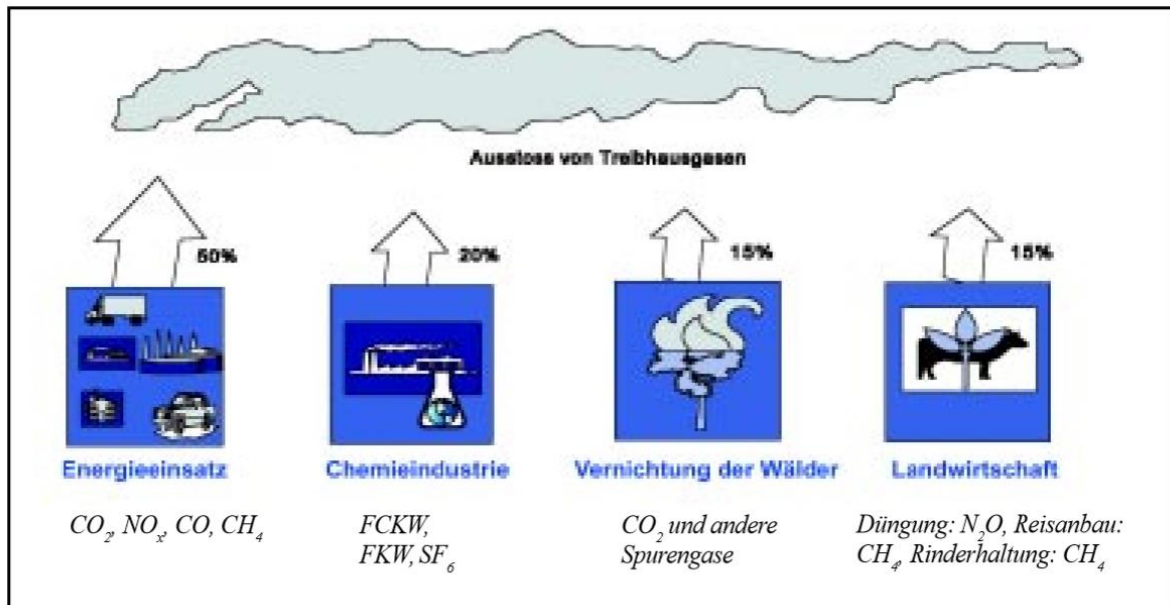 Ausstoss von Treibhausgasen
50%
20%
15%
15%
Energieeinsatz
Chemieindustrie
Vernichtung der Wälder
Landwirtschaft
CO₂, NOₓ, CO, CH₄
FCKW,
FKW, SF₆
CO₂ und andere
Spurengase
Düngung: N₂O, Reisanbau:
CH₄, Rinderhaltung: CH₄